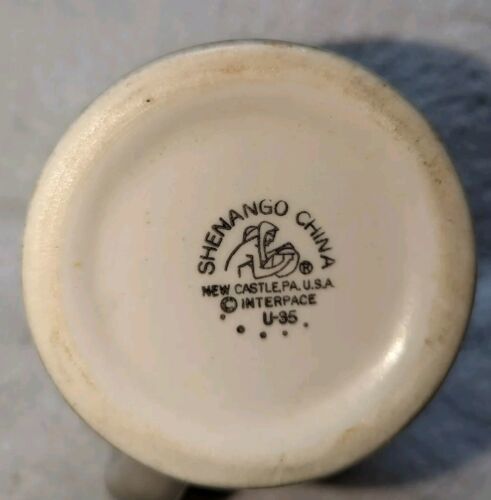 SHENANGO CHINA
®
NEW CASTLE, PA. U.S.A.
© INTERPACE
U-35